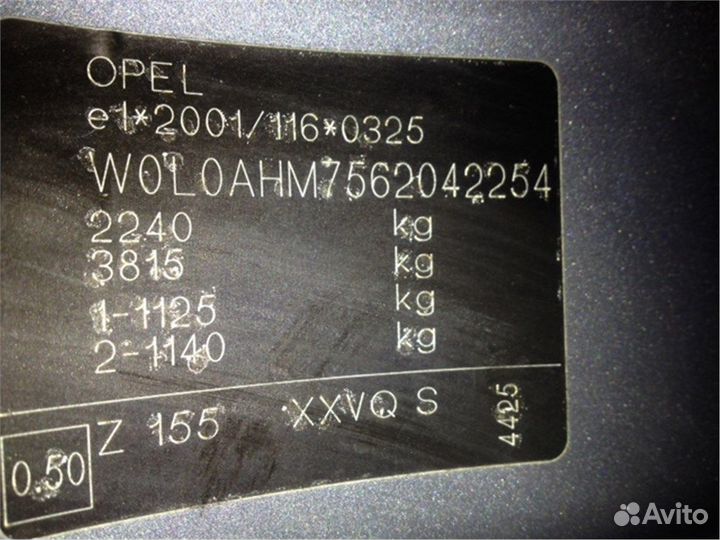 OPEL
e1*2001/116*0325
W0L0AHM7562042254
2240 kg
3815 kg
1-1125 kg
2-1140 kg
0.50 Z 155 XXVQ S 4425
Avito